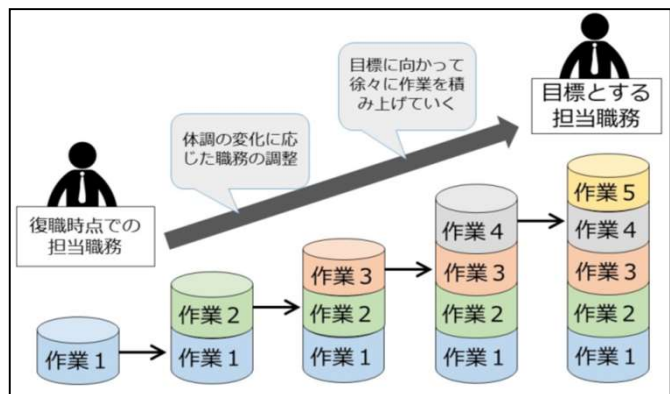 目標に向かって
徐々に作業を積
み上げていく
目標とする
担当職務
体調の変化に応
じた職務の調整
復職時点での
担当職務
作業1
作業2
作業1
作業3
作業2
作業1
作業4
作業3
作業2
作業1
作業5
作業4
作業3
作業2
作業1